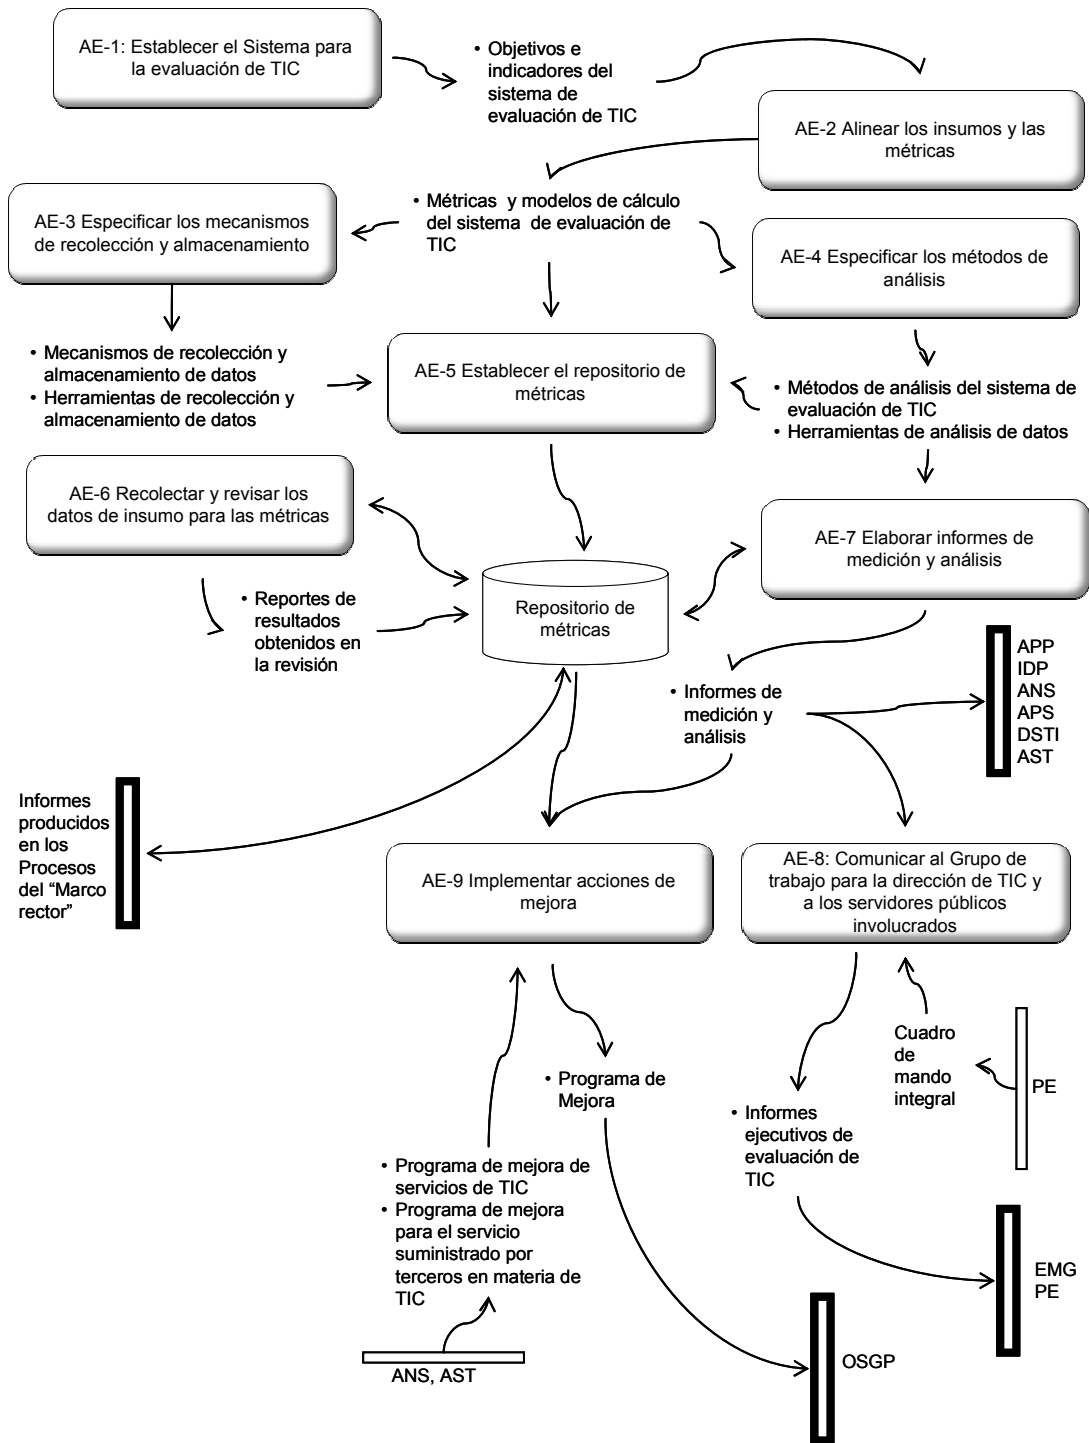 AE-1: Establecer el Sistema para
la evaluación de TIC
• Objetivos e
indicadores del
sistema de
evaluación de TIC
AE-2 Alinear los insumos y las
métricas
• Métricas y modelos de cálculo
del sistema de evaluación de
TIC
AE-3 Especificar los mecanismos
de recolección y almacenamiento
AE-4 Especificar los métodos de
análisis
• Mecanismos de recolección y
almacenamiento de datos
• Herramientas de recolección y
almacenamiento de datos
AE-5 Establecer el repositorio de
métricas
• Métodos de análisis del sistema de
evaluación de TIC
• Herramientas de análisis de datos
AE-6 Recolectar y revisar los
datos de insumo para las métricas
AE-7 Elaborar informes de
medición y análisis
• Reportes de
resultados
obtenidos en
la revisión
Repositorio de
métricas
• Informes de
medición y
análisis
APP
IDP
ANS
APS
DSTI
AST
Informes
producidos
en los
Procesos
del “Marco
rector”
AE-9 Implementar acciones de
mejora
AE-8: Comunicar al Grupo de
trabajo para la dirección de TIC y
a los servidores públicos
involucrados
Cuadro
de
mando
integral
PE
• Programa de
Mejora
• Informes
ejecutivos de
evaluación de
TIC
• Programa de mejora de
servicios de TIC
• Programa de mejora
para el servicio
suministrado por
terceros en materia de
TIC
EMG
PE
ANS, AST
OSGP